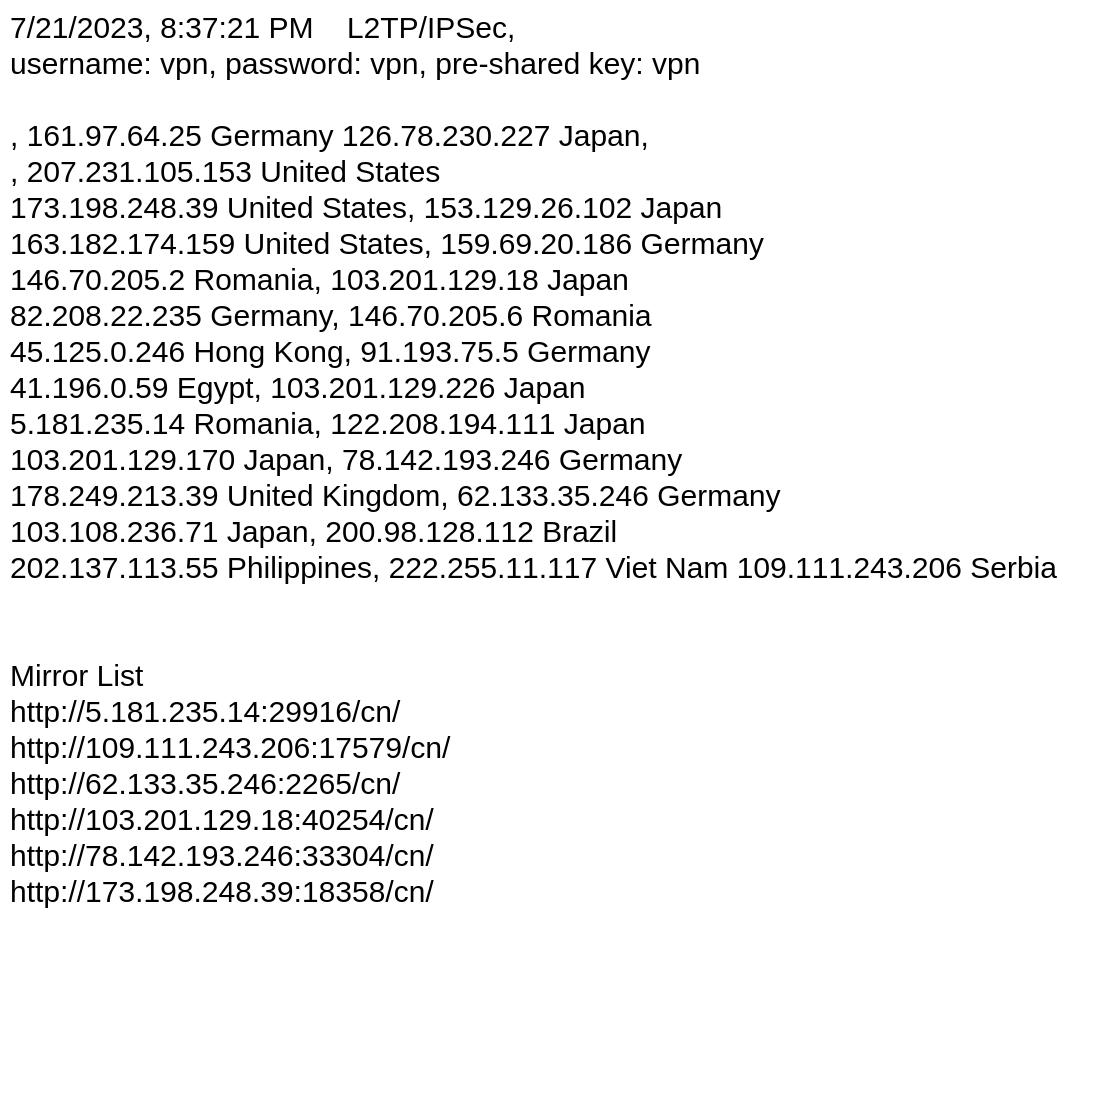 7/21/2023, 8:37:21 PM    L2TP/IPSec,
username: vpn, password: vpn, pre-shared key: vpn
, 161.97.64.25 Germany 126.78.230.227 Japan,
, 207.231.105.153 United States
173.198.248.39 United States, 153.129.26.102 Japan
163.182.174.159 United States, 159.69.20.186 Germany
146.70.205.2 Romania, 103.201.129.18 Japan
82.208.22.235 Germany, 146.70.205.6 Romania
45.125.0.246 Hong Kong, 91.193.75.5 Germany
41.196.0.59 Egypt, 103.201.129.226 Japan
5.181.235.14 Romania, 122.208.194.111 Japan
103.201.129.170 Japan, 78.142.193.246 Germany
178.249.213.39 United Kingdom, 62.133.35.246 Germany
103.108.236.71 Japan, 200.98.128.112 Brazil
202.137.113.55 Philippines, 222.255.11.117 Viet Nam 109.111.243.206 Serbia
Mirror List
http://5.181.235.14:29916/cn/
http://109.111.243.206:17579/cn/
http://62.133.35.246:2265/cn/
http://103.201.129.18:40254/cn/
http://78.142.193.246:33304/cn/
http://173.198.248.39:18358/cn/